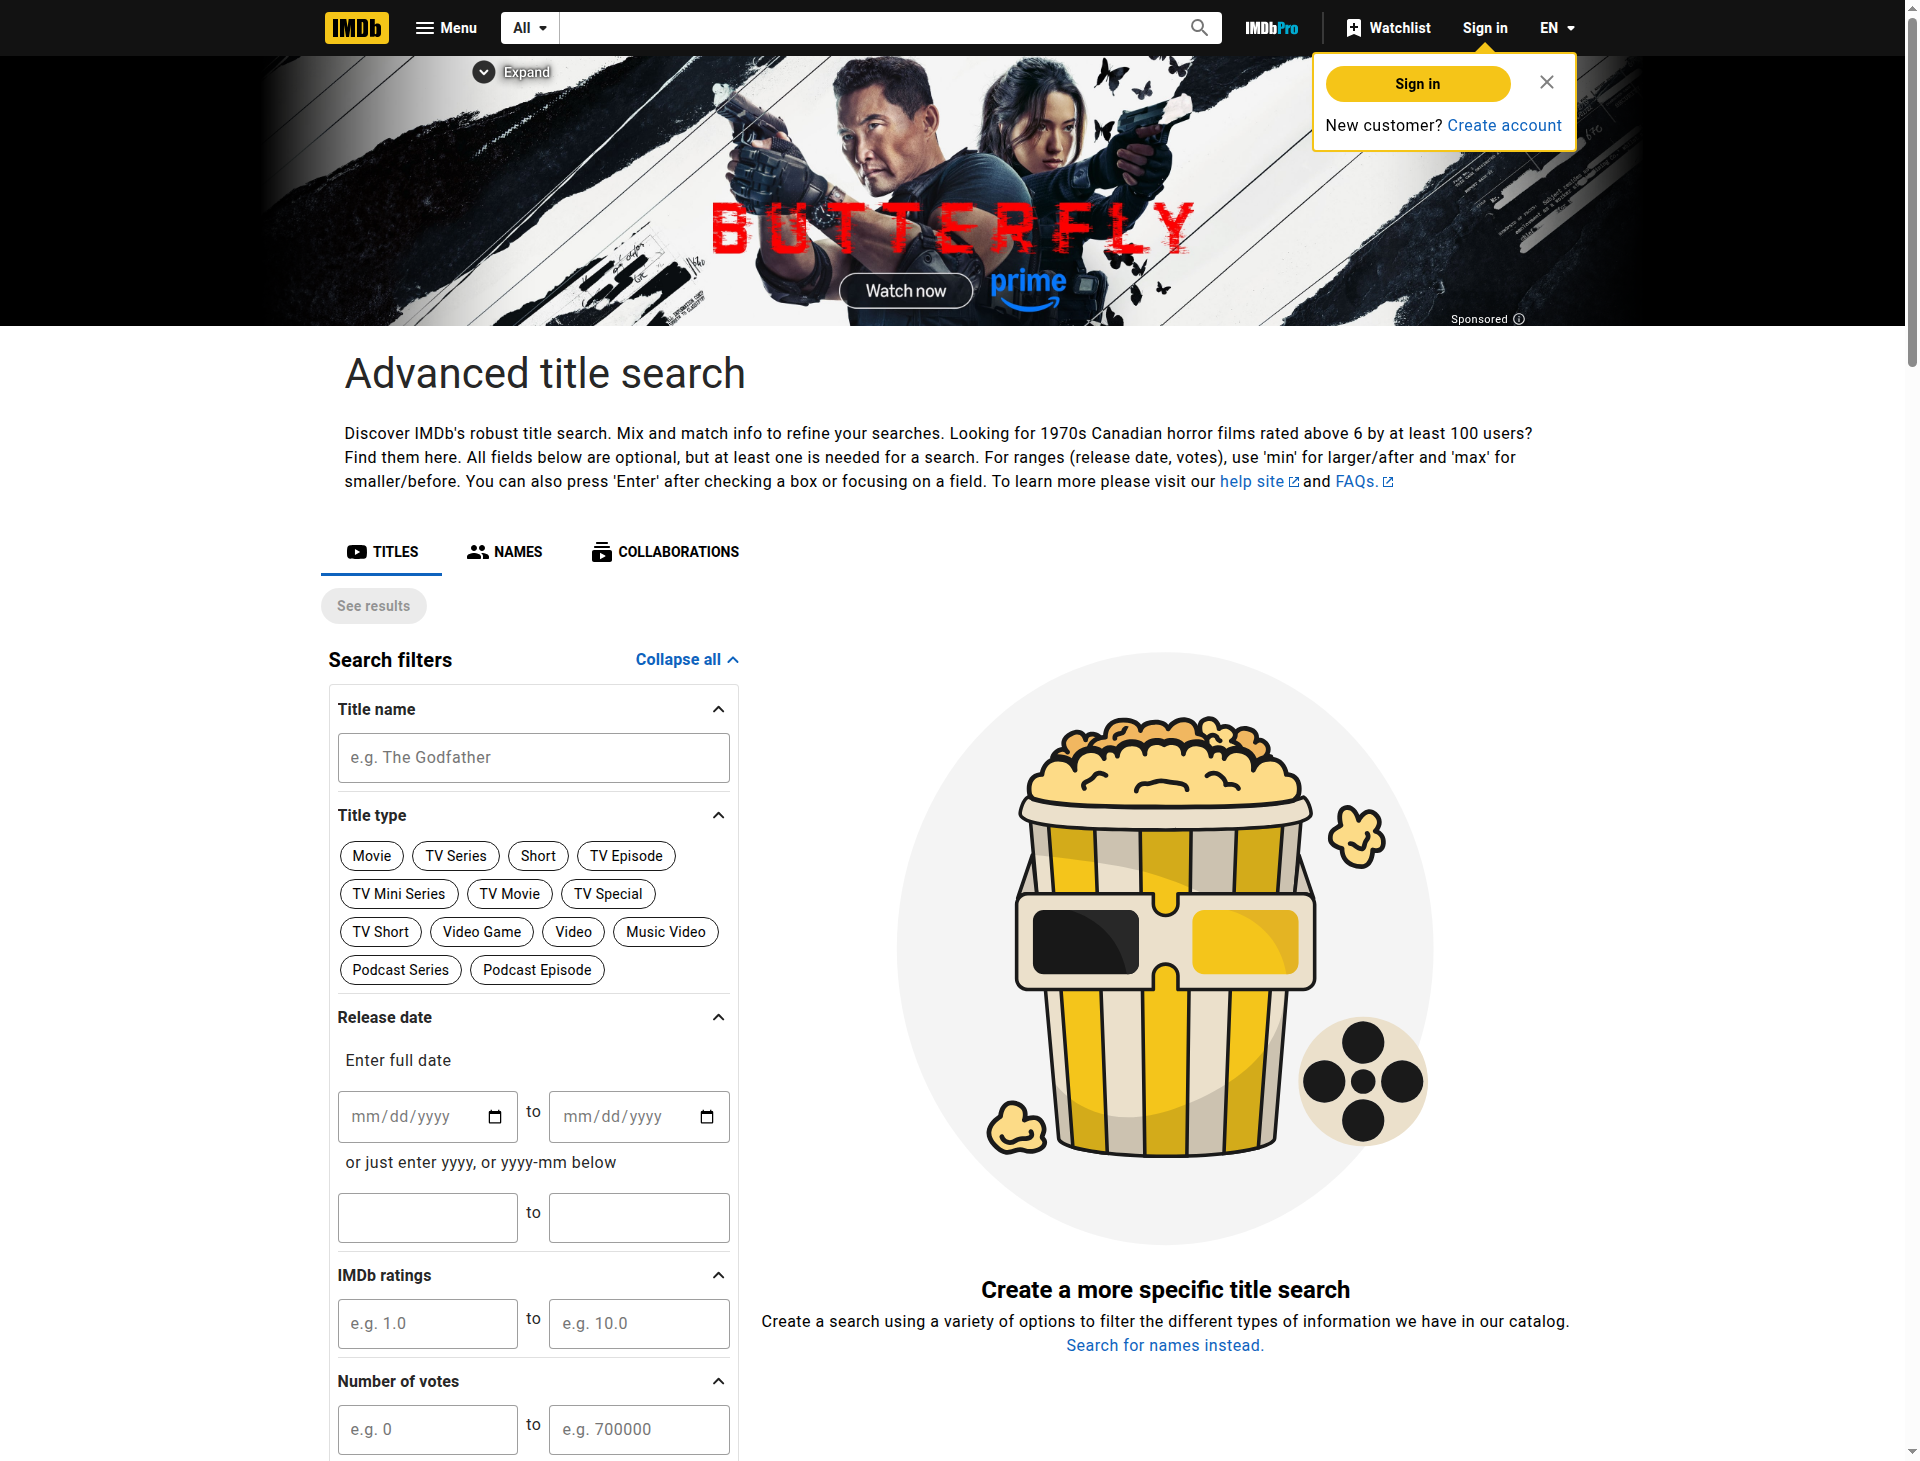 IMDb
Menu
All
IMDbPro
Watchlist
Sign in
EN
Expand
Sign in
New customer? Create account
BUTTERFLY
Watch now
prime
Sponsored
Advanced title search
Discover IMDb's robust title search. Mix and match info to refine your searches. Looking for 1970s Canadian horror films rated above 6 by at least 100 users?
Find them here. All fields below are optional, but at least one is needed for a search. For ranges (release date, votes), use 'min' for larger/after and 'max' for
smaller/before. You can also press 'Enter' after checking a box or focusing on a field. To learn more please visit our help site and FAQs.
TITLES
NAMES
COLLABORATIONS
See results
Search filters
Collapse all
Title name
e.g. The Godfather
Title type
Movie
TV Series
Short
TV Episode
TV Mini Series
TV Movie
TV Special
TV Short
Video Game
Video
Music Video
Podcast Series
Podcast Episode
Release date
Enter full date
mm/dd/yyyy
to
mm/dd/yyyy
or just enter yyyy, or yyyy-mm below
to
IMDb ratings
e.g. 1.0
to
e.g. 10.0
Number of votes
e.g. 0
to
e.g. 700000
Create a more specific title search
Create a search using a variety of options to filter the different types of information we have in our catalog.
Search for names instead.